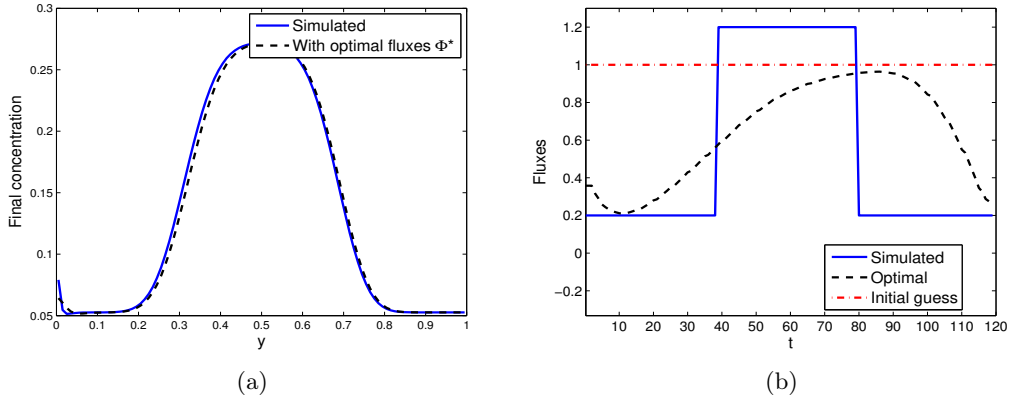 0.3
0.25
0.2
0.15
0.1
0.05
Final concentration
0 0.1 0.2 0.3 0.4 0.5 0.6 0.7 0.8 0.9 1
y
Simulated
With optimal fluxes Φ*
(a)
1.2
1
0.8
0.6
0.4
0.2
0
−0.2
Fluxes
10 20 30 40 50 60 70 80 90 100 110 120
t
Simulated
Optimal
Initial guess
(b)